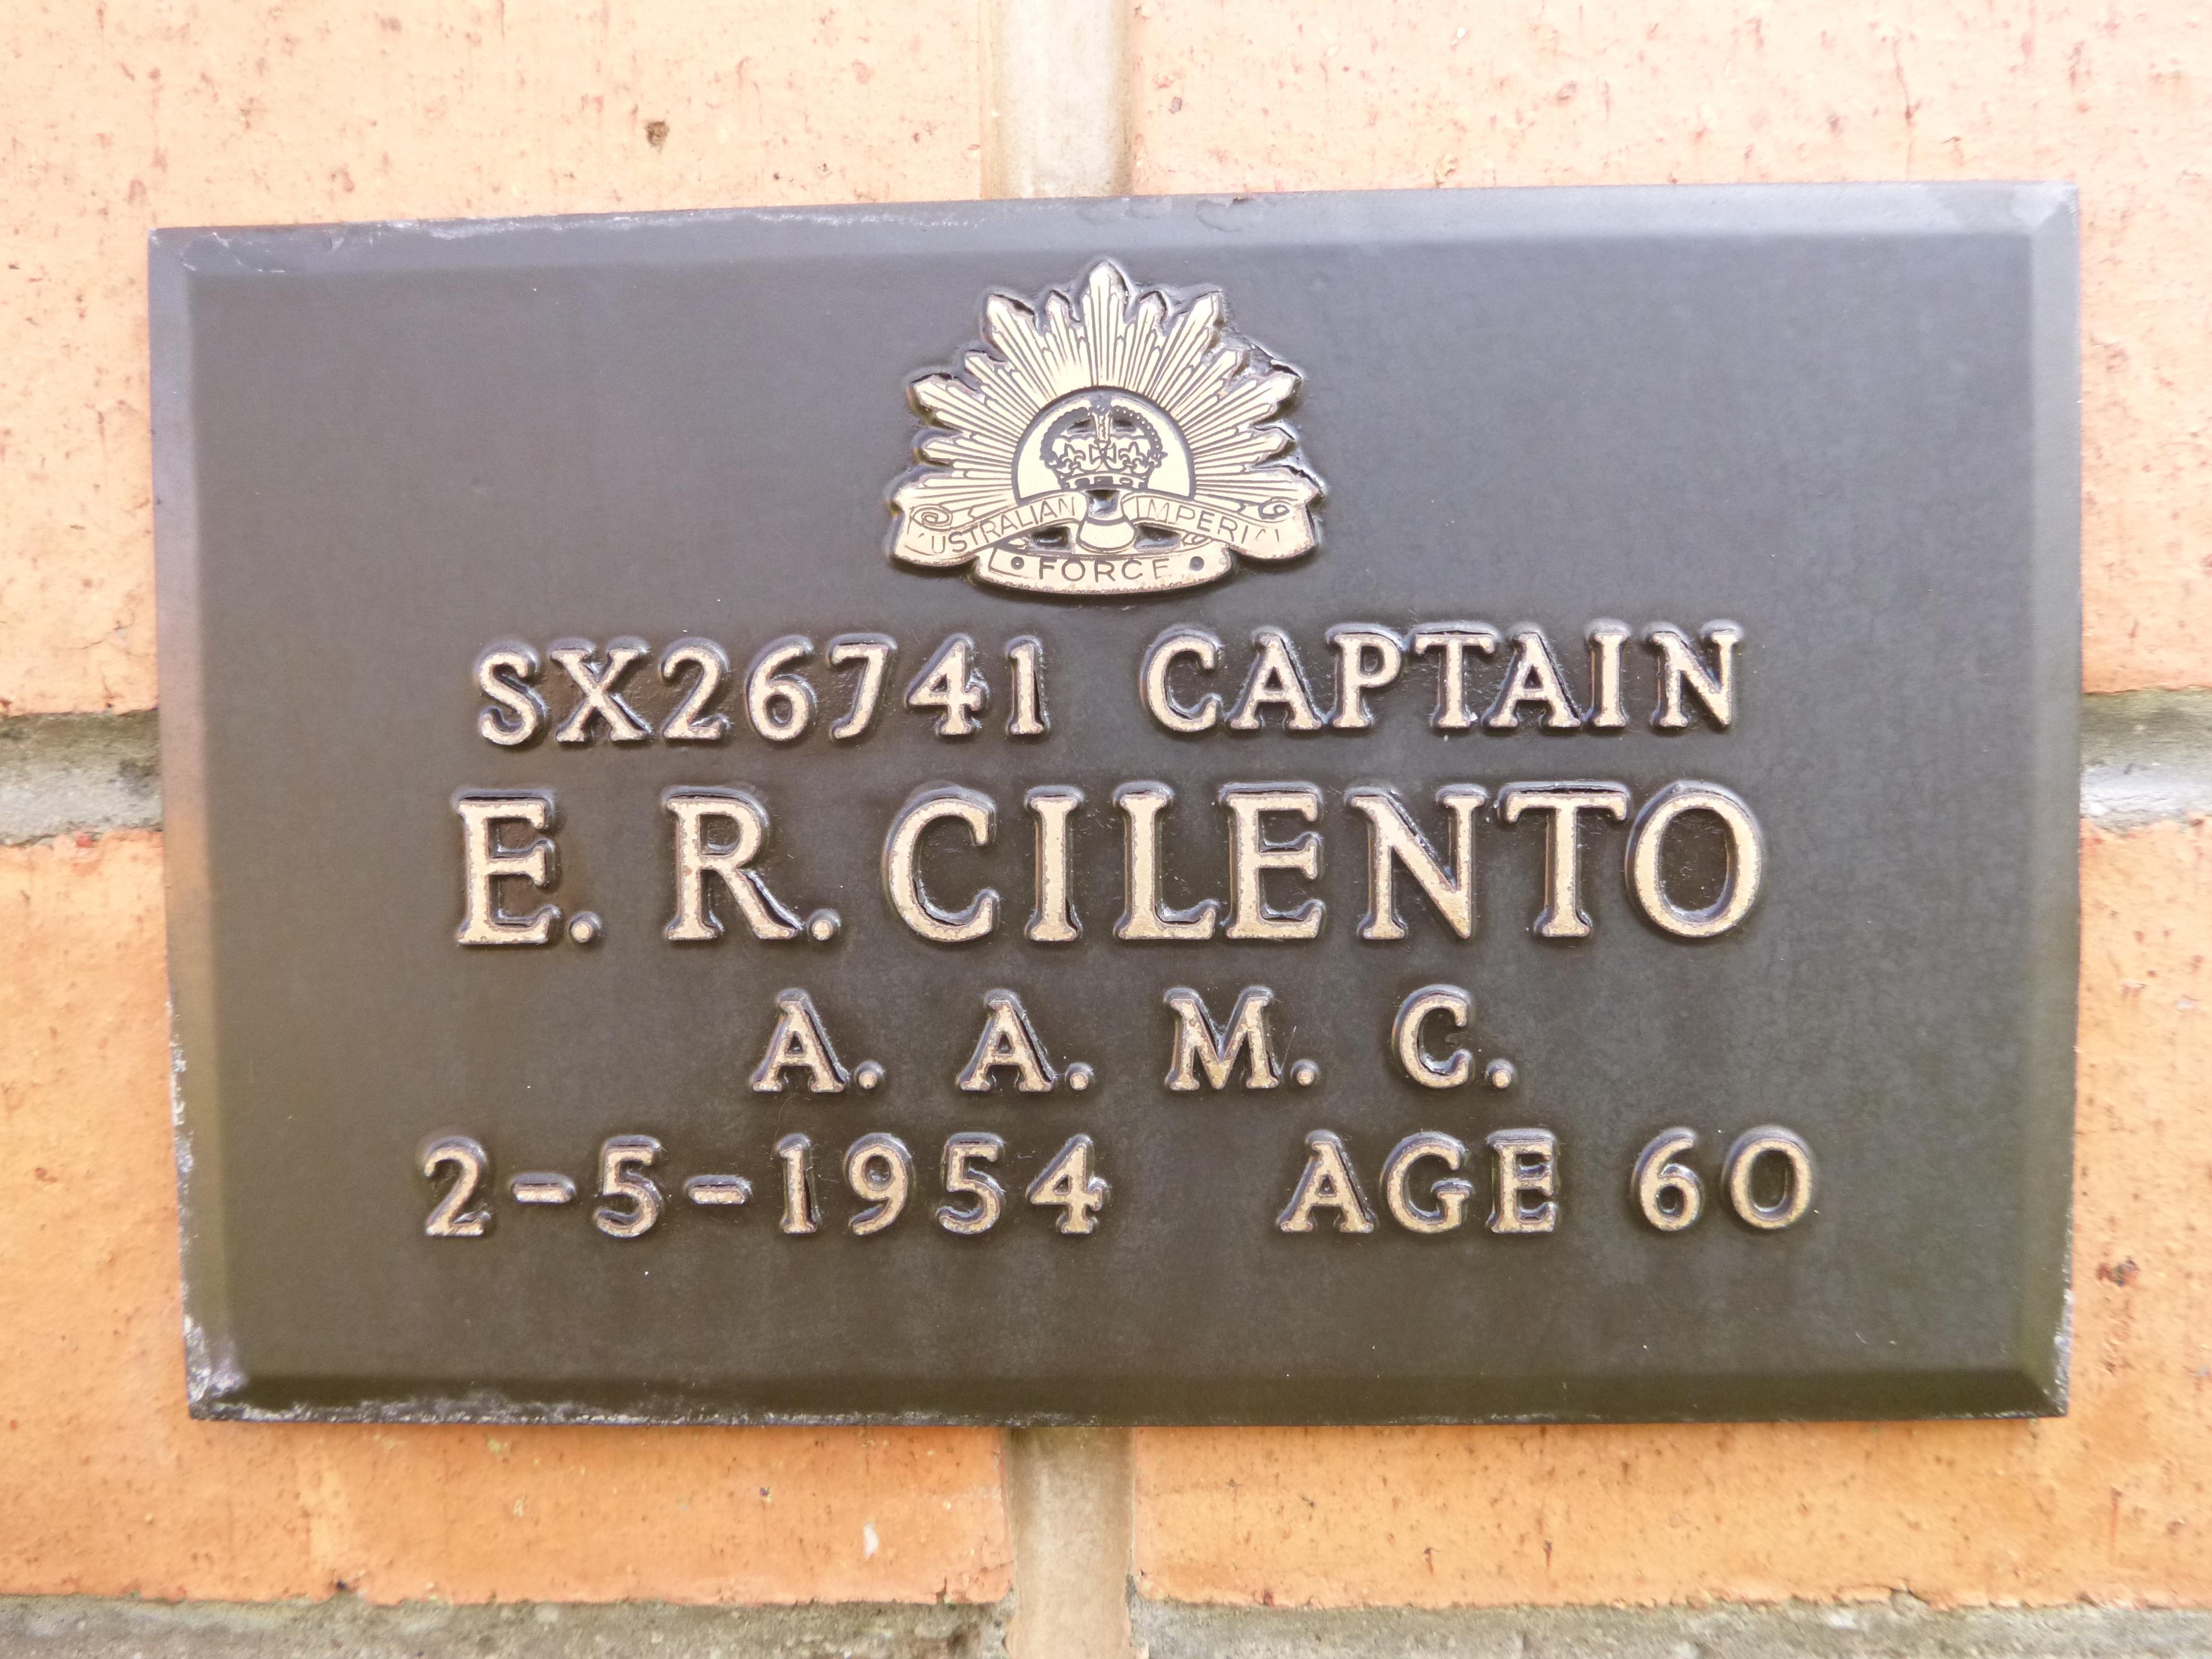 AUSTRALIAN IMPERIAL
FORCE
SX26741 CAPTAIN
E. R. CILENTO
A. A. M. C.
2-5-1954 AGE 60